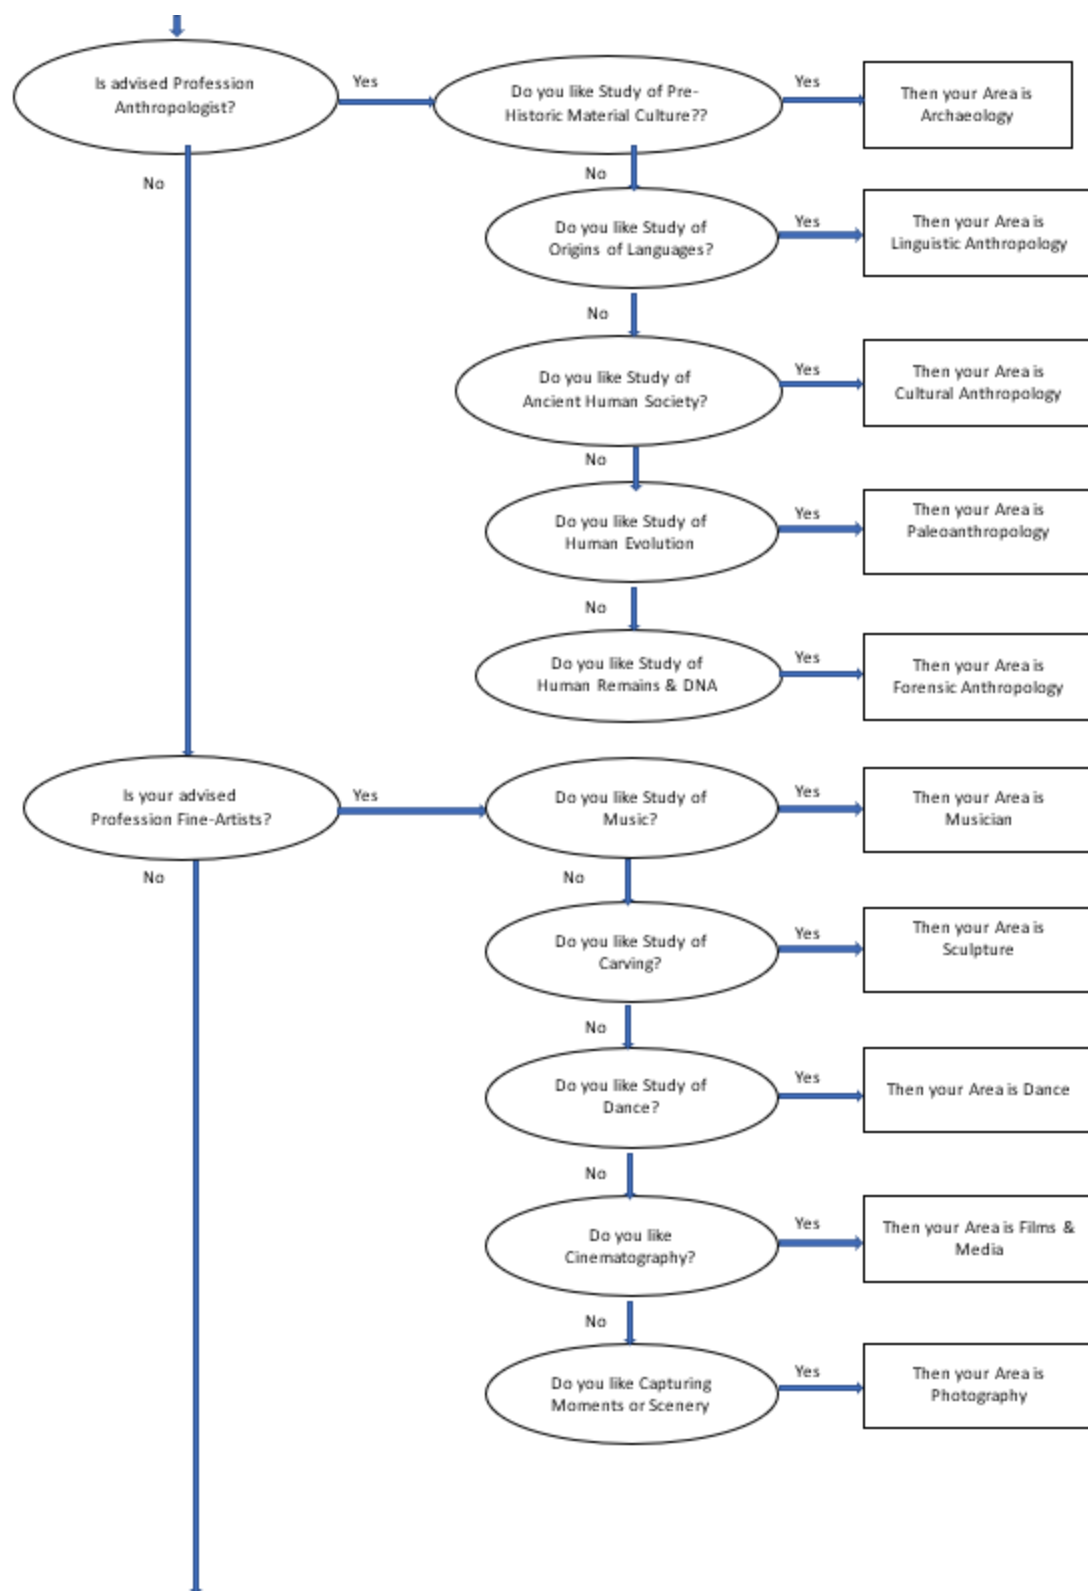 Is advised Profession
Anthropologist?
Yes
Do you like Study of Pre-
Historic Material Culture??
Yes
Then your Area is
Archaeology
No
No
Do you like Study of
Origins of Languages?
Yes
Then your Area is
Linguistic Anthropology
No
Do you like Study of
Ancient Human Society?
Yes
Then your Area is
Cultural Anthropology
No
Do you like Study of
Human Evolution
Yes
Then your Area is
Paleoanthropology
No
Do you like Study of
Human Remains & DNA
Yes
Then your Area is
Forensic Anthropology
Is your advised
Profession Fine-Artists?
Yes
Do you like Study of
Music?
Yes
Then your Area is
Musician
No
No
Do you like Study of
Carving?
Yes
Then your Area is
Sculpture
No
Do you like Study of
Dance?
Yes
Then your Area is Dance
No
Do you like
Cinematography?
Yes
Then your Area is Films &
Media
No
Do you like Capturing
Moments or Scenery
Yes
Then your Area is
Photography